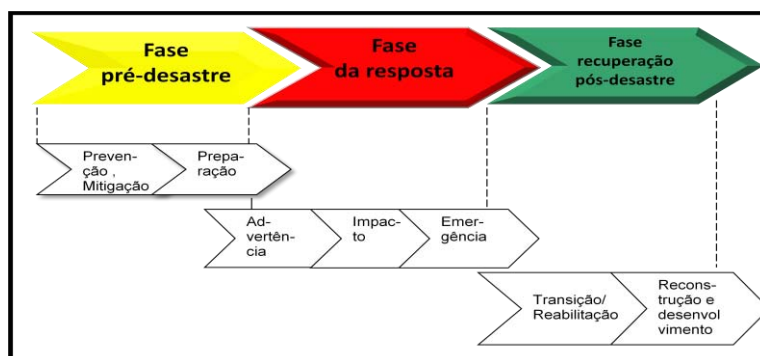 Fase
pré-desastre
Fase
da resposta
Fase
recuperação
pós-desastre
Preven-
ção , 
Mitigação
Prepa-
ração
Ad-
vertên-
cia
Impac-
to
Emer-
gência
Transição/
Reabilitação
Recons-
trução e
desenvol
vimento